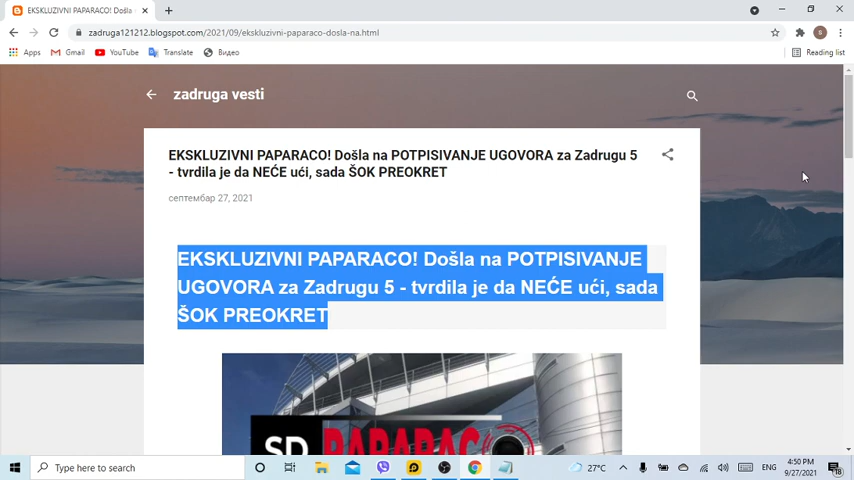 EKSKLUZIVNI PAPARACO! Došla
zadruga121212.blogspot.com/2021/09/ekskluzivni-paparaco-dosla-na.html
B
Apps
Gmail
YouTube
Translate
Видео
Reading list
zadruga vesti
EKSKLUZIVNI PAPARACO! Došla na POTPISIVANJE UGOVORA za Zadrugu 5
- tvrdila je da NEĆE ući, sada ŠOK PREOKRET
септембар 27, 2021
EKSKLUZIVNI PAPARACO! Došla na POTPISIVANJE
UGOVORA za Zadrugu 5 - tvrdila je da NEĆE ući, sada
ŠOK PREOKRET
SD PAPARAC
Type here to search
27°C
ENG
4:50 PM
9/27/2021
18